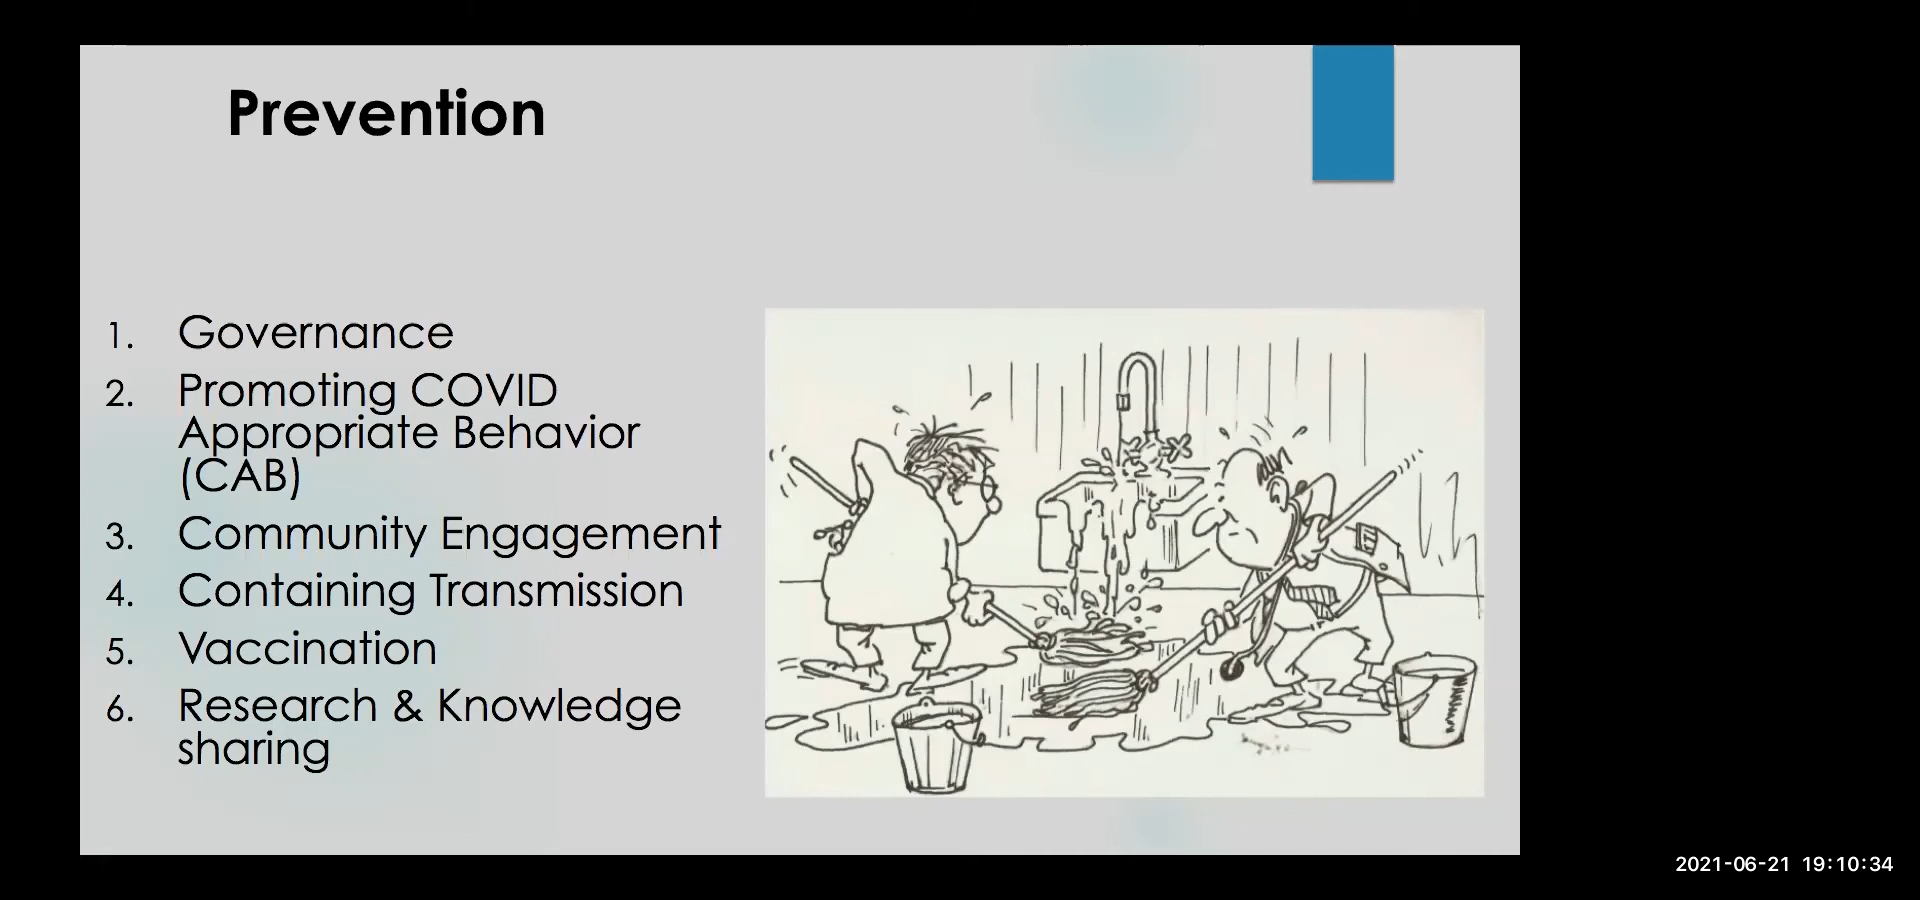 Prevention
1. Governance
2. Promoting COVID
Appropriate Behavior
(CAB)
3. Community Engagement
4. Containing Transmission
5. Vaccination
6. Research & Knowledge
sharing
2021-06-21 19:10:34